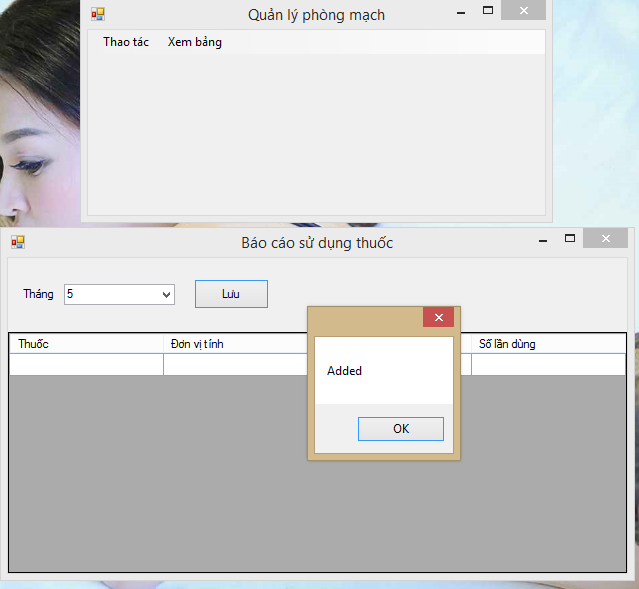 Quản lý phòng mạch
Thao tác Xem bảng
Báo cáo sử dụng thuốc
Tháng 5 Lưu
Thuốc Đơn vị tính Số lần dùng
Added
OK